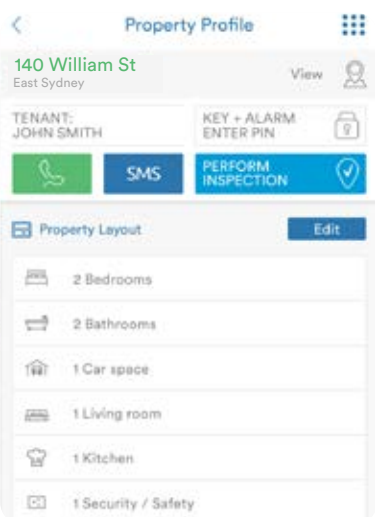 Property Profile
140 William St
East Sydney
View
TENANT:
JOHN SMITH
KEY + ALARM
ENTER PIN
SMS
PERFORM
INSPECTION
Property Layout
Edit
2 Bedrooms
2 Bathrooms
1 Car space
1 Living room
1 Kitchen
1 Security / Safety